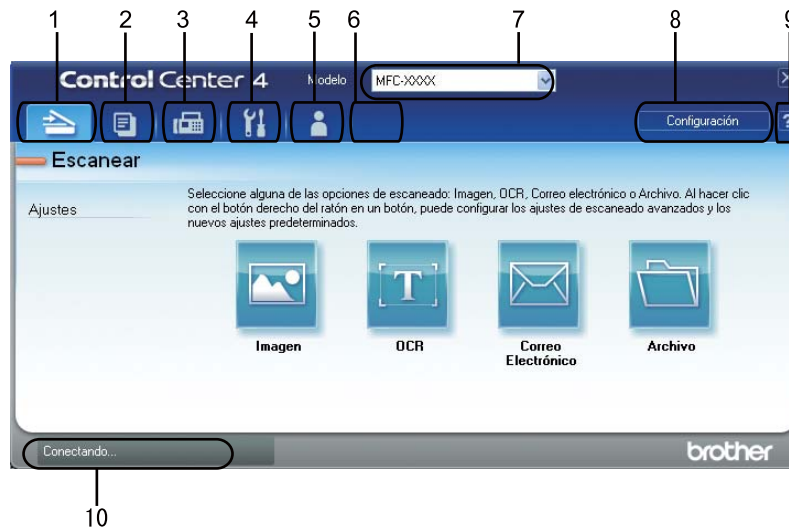 1 2 3 4 5 6 7 8 9
Control Center 4 Modelo MFC-XXXX
Configuración ?
Escanear
Ajustes
Seleccione alguna de las opciones de escaneado: Imagen, OCR, Correo electrónico o Archivo. Al hacer clic
con el botón derecho del ratón en un botón, puede configurar los ajustes de escaneado avanzados y los
nuevos ajustes predeterminados.
T
Imagen OCR Correo Electrónico Archivo
Conectando...
brother
10